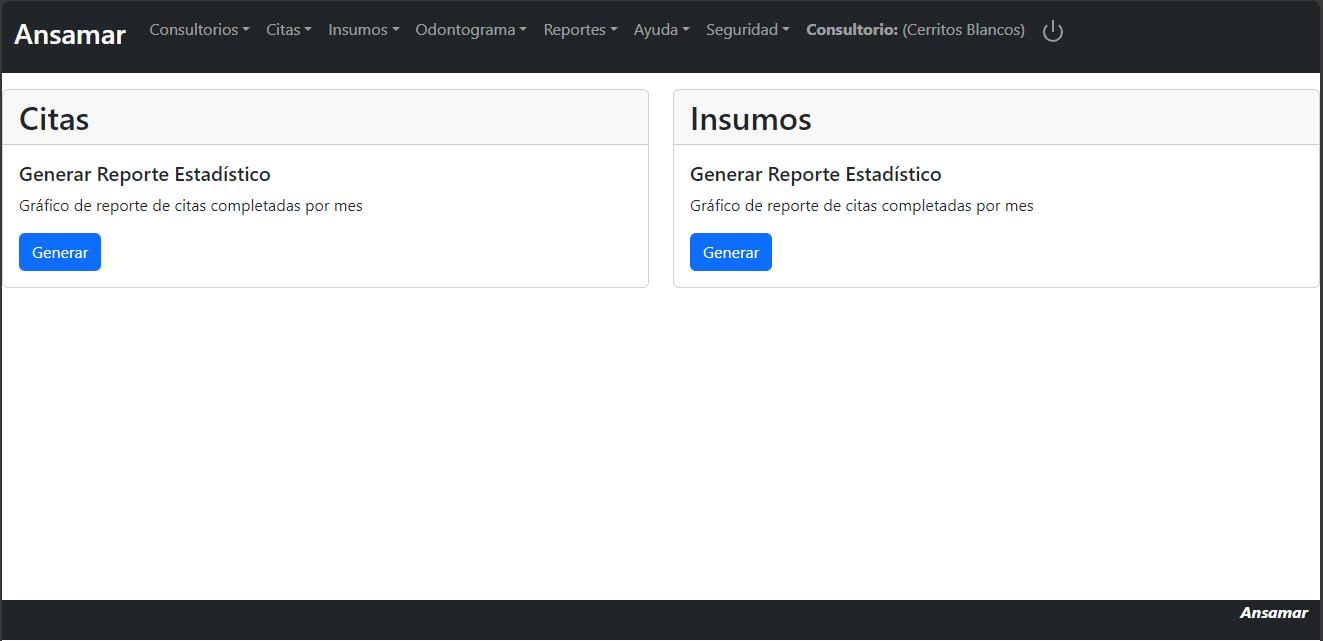 Ansamar Consultorios Citas Insumos Odontograma Reportes Ayuda Seguridad Consultorio: (Cerritos Blancos)
Citas
Generar Reporte Estadístico
Gráfico de reporte de citas completadas por mes
Generar
Insumos
Generar Reporte Estadístico
Gráfico de reporte de citas completadas por mes
Generar
Ansamar